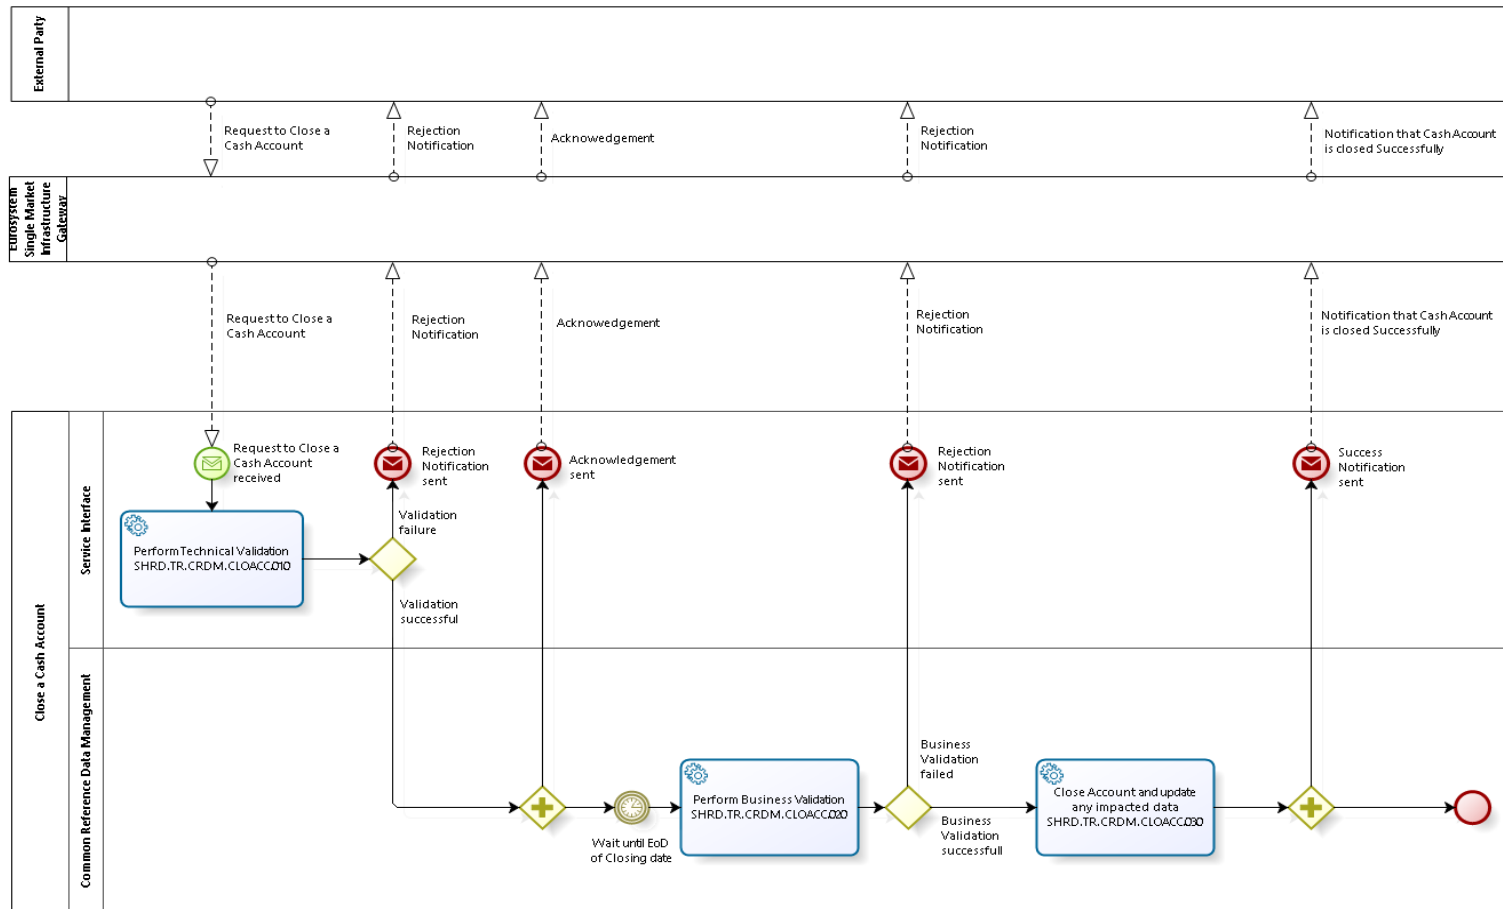 External Party
Request to Close a
Cash Account
Rejection
Notification
Acknowedgement
Rejection
Notification
Notification that Cash Account
is closed Successfully
Eurosystem
Single Market
Infrastructure
Gateway
Request to Close a
Cash Account
Rejection
Notification
Acknowedgement
Rejection
Notification
Notification that Cash Account
is closed Successfully
Close a Cash Account
Service Interface
Request to Close a
Cash Account
received
Rejection
Notification
sent
Acknowledgement
sent
Rejection
Notification
sent
Success
Notification
sent
Perform Technical Validation
SHRD.TR.CRDM.CLOACC.010
Validation
failure
Validation
successful
Common Reference Data Management
Wait until EoD
of Closing date
Perform Business Validation
SHRD.TR.CRDM.CLOACC.020
Business
Validation
failed
Business
Validation
successfull
Close Account and update
any impacted data
SHRD.TR.CRDM.CLOACC.030